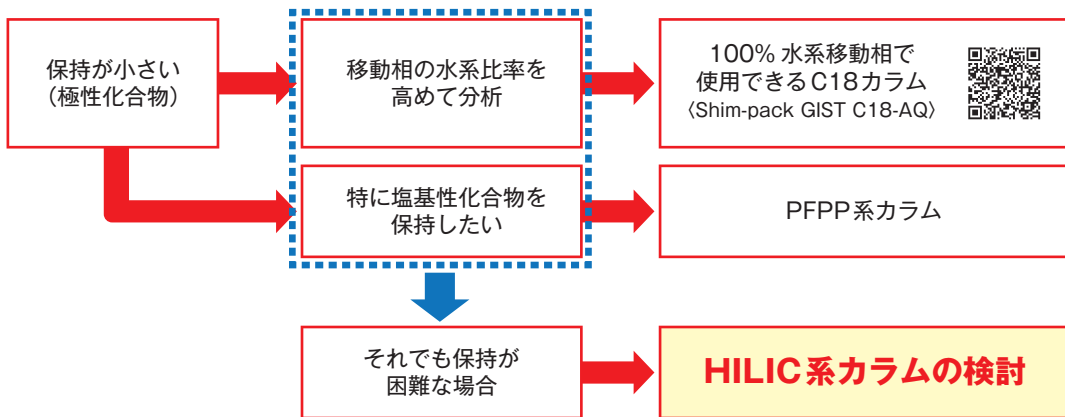 保持が小さい
（極性化合物）
移動相の水系比率を
高めて分析
100% 水系移動相で
使用できるC18カラム
〈Shim-pack GIST C18-AQ〉
特に塩基性化合物を
保持したい
PFPP系カラム
それでも保持が
困難な場合
HILIC系カラムの検討